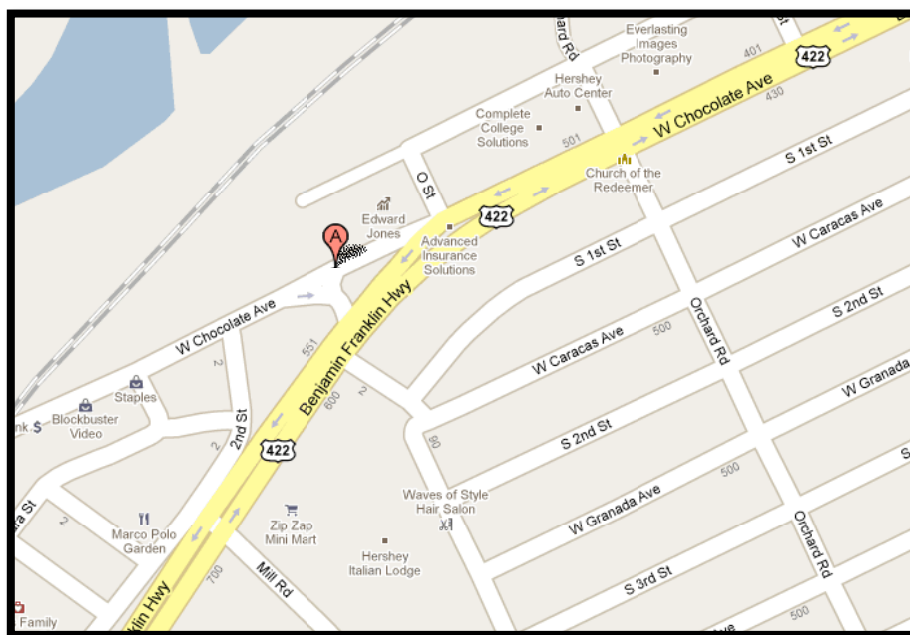 Everlasting
Images
Photography
401
422
W Chocolate Ave
430
Hershey
Auto Center
Complete
College
Solutions
501
S 1st St
Church of the
Redeemer
O St
Edward
Jones
422
Advanced
Insurance
Solutions
A
S 1st St
W Caracas Ave
S 2nd St
W Chocolate Ave
551
Benjamin Franklin Hwy
Orchard Rd
500
W Caracas Ave
2
2
600
W Granada
Staples
Blockbuster
Video
$
2nd St
2
422
90
S 2nd St
500
Waves of Style
Hair Salon
W Granada Ave
Marco Polo
Garden
2
Zip Zap
Mini Mart
Hershey
Italian Lodge
Orchard Rd
700
Mill Rd
S 3rd St
500
Family
klin Hwy